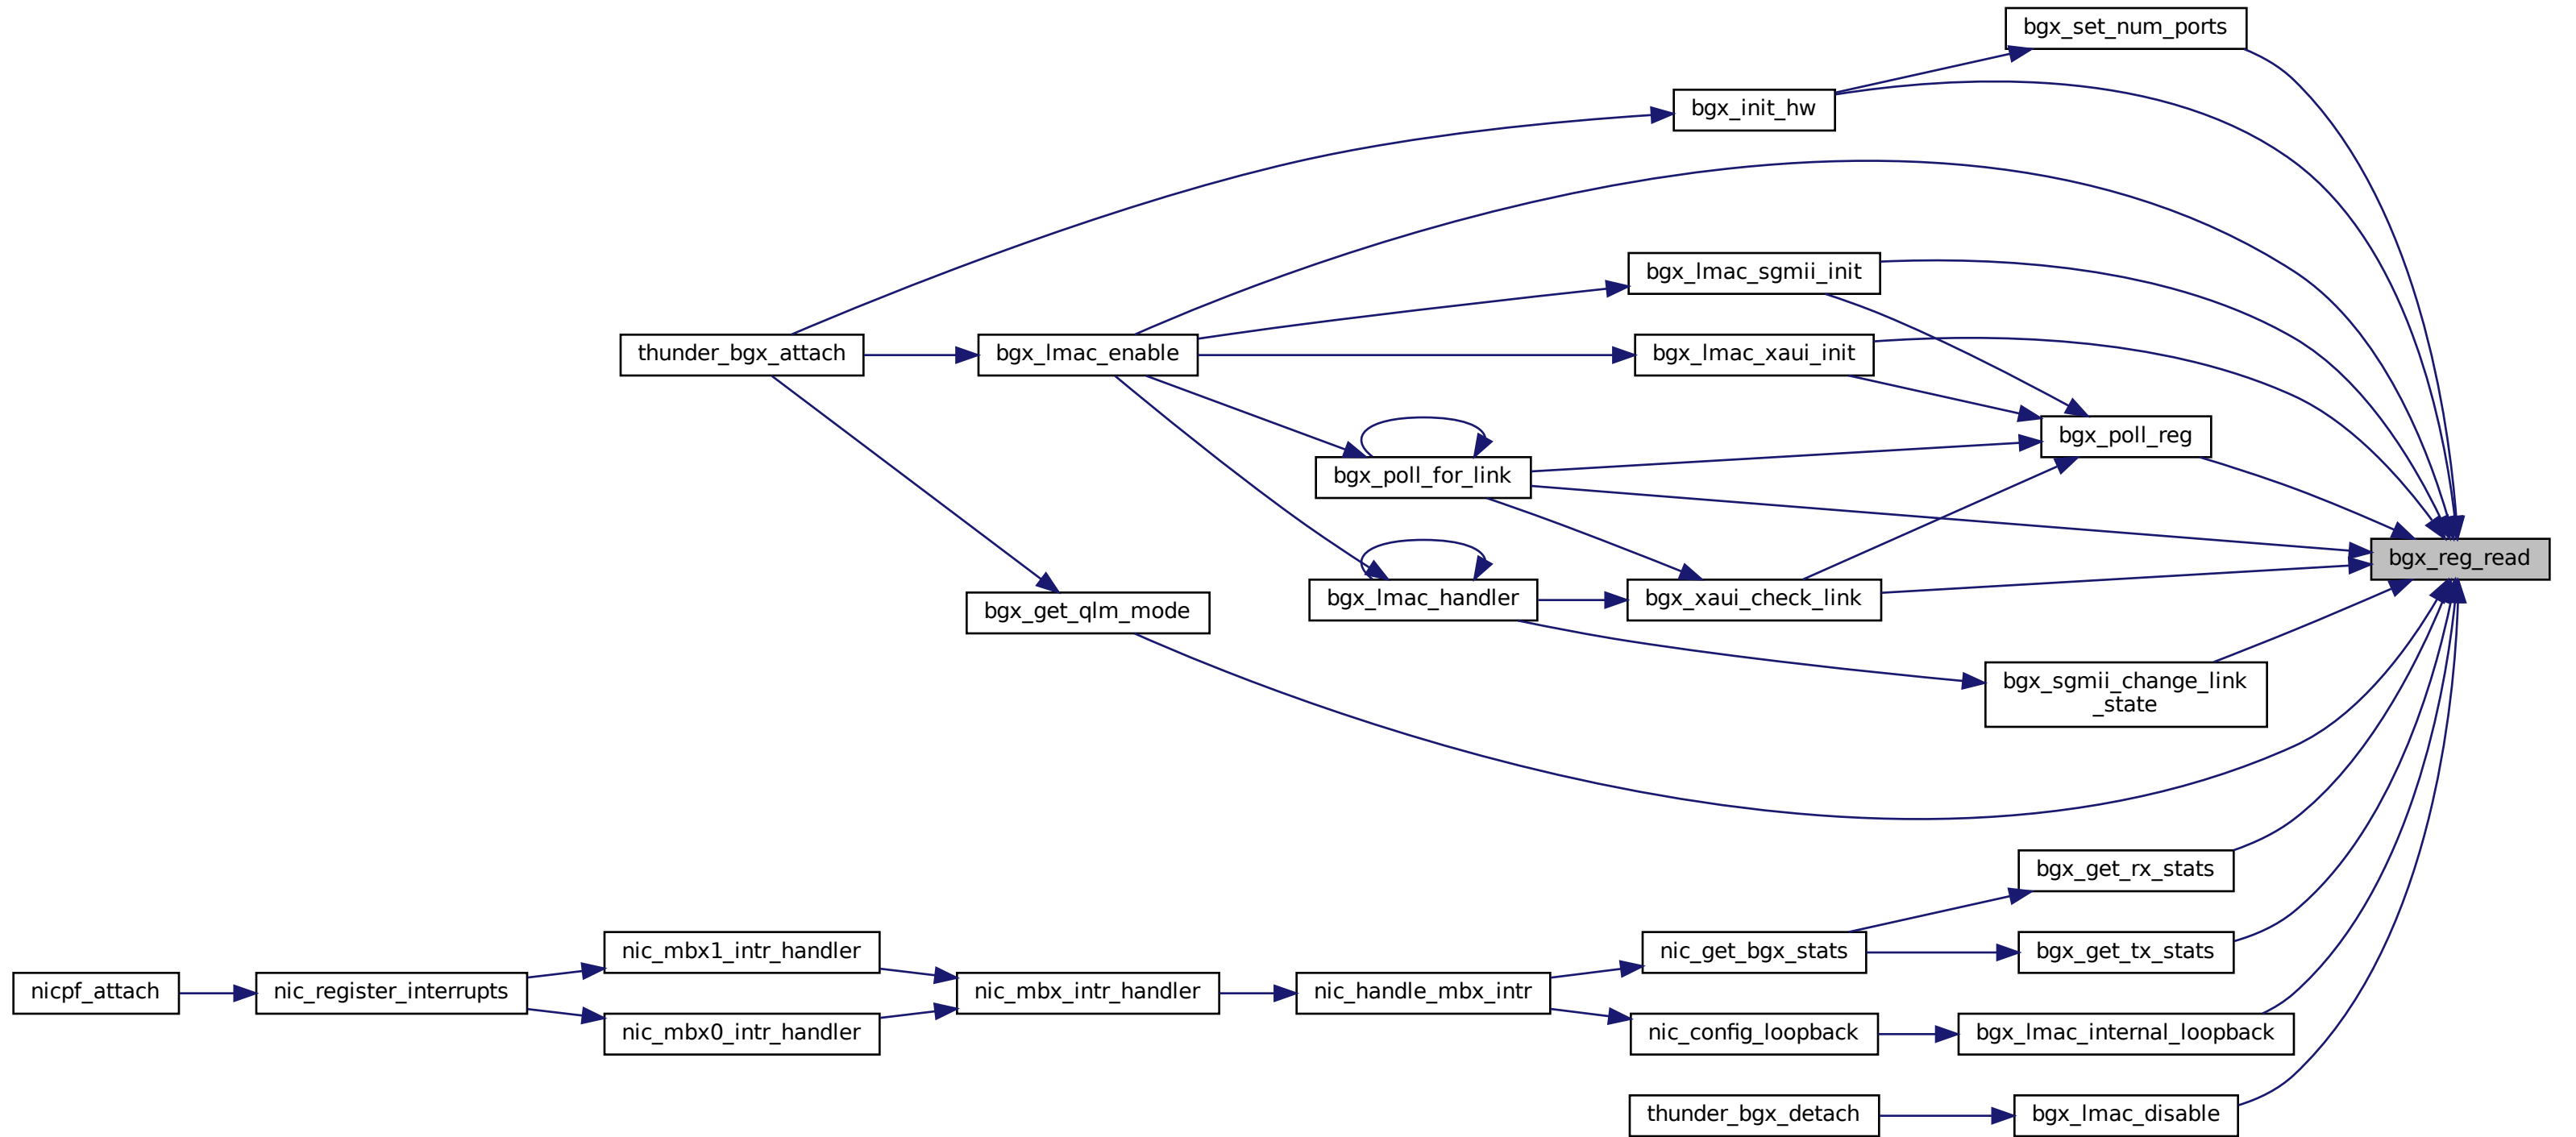 bgx_set_num_ports
bgx_init_hw
bgx_lmac_sgmii_init
thunder_bgx_attach
bgx_lmac_enable
bgx_lmac_xaui_init
bgx_poll_reg
bgx_poll_for_link
bgx_reg_read
bgx_lmac_handler
bgx_xaui_check_link
bgx_get_qlm_mode
bgx_sgmii_change_link
_state
bgx_get_rx_stats
nic_mbx1_intr_handler
nic_get_bgx_stats
bgx_get_tx_stats
nicpf_attach
nic_register_interrupts
nic_mbx_intr_handler
nic_handle_mbx_intr
nic_mbx0_intr_handler
nic_config_loopback
bgx_lmac_internal_loopback
thunder_bgx_detach
bgx_lmac_disable